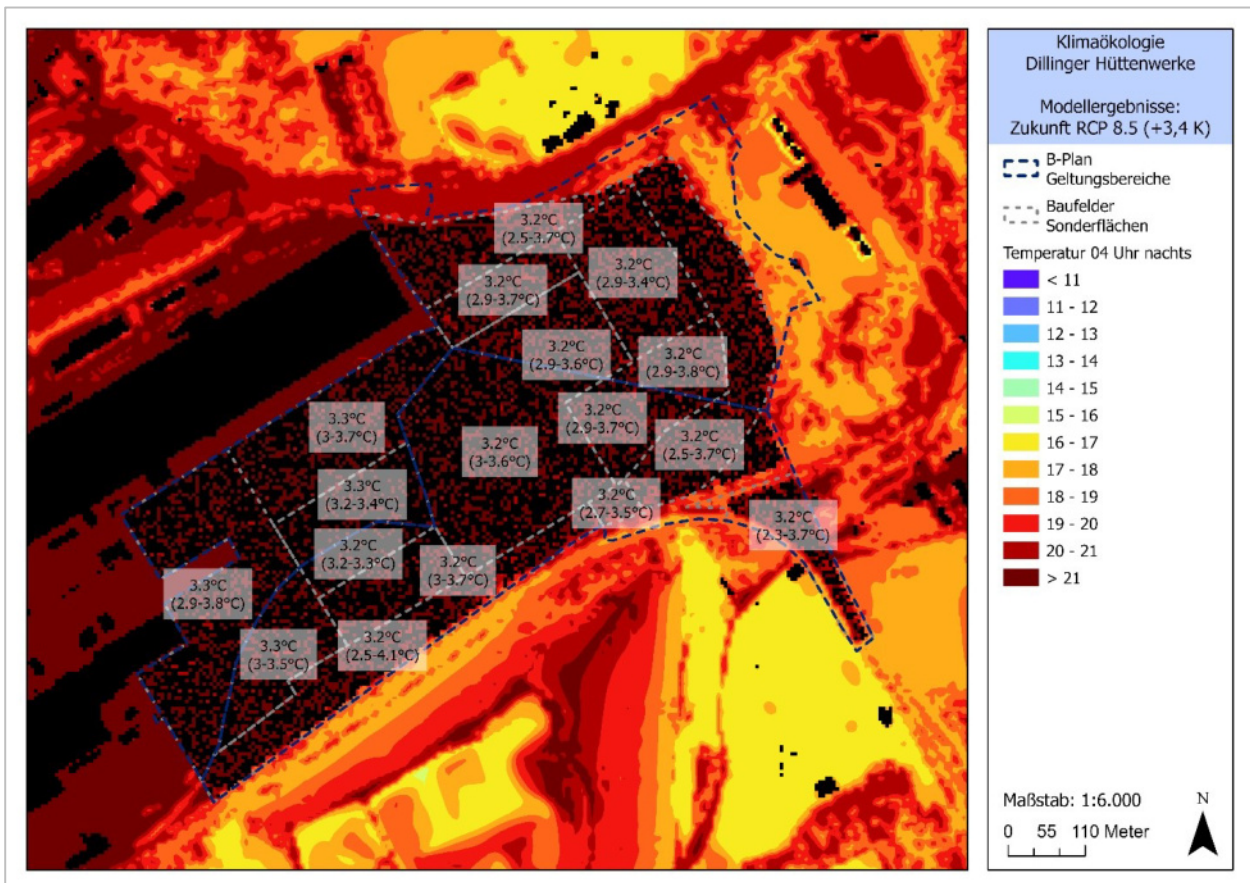 3.2°C
(2.5-3.7°C)
3.2°C
(2.9-3.4°C)
3.2°C
(2.9-3.7°C)
3.2°C
(2.9-3.6°C)
3.2°C
(2.9-3.8°C)
3.2°C
(2.9-3.7°C)
3.3°C
(3-3.7°C)
3.2°C
(3-3.6°C)
3.2°C
(2.5-3.7°C)
3.3°C
(3.2-3.4°C)
3.2°C
(2.7-3.5°C)
3.2°C
(2.3-3.7°C)
3.2°C
(3.2-3.3°C)
3.2°C
(3-3.7°C)
3.3°C
(2.9-3.8°C)
3.3°C
(3-3.5°C)
3.2°C
(2.5-4.1°C)
Klimaökologie
Dillinger Hüttenwerke
Modellergebnisse:
Zukunft RCP 8.5 (+3,4 K)
B-Plan
Geltungsbereiche
Baufelder
Sonderflächen
Temperatur 04 Uhr nachts
< 11
11 - 12
12 - 13
13 - 14
14 - 15
15 - 16
16 - 17
17 - 18
18 - 19
19 - 20
20 - 21
> 21
Maßstab: 1:6.000
N
0 55 110 Meter